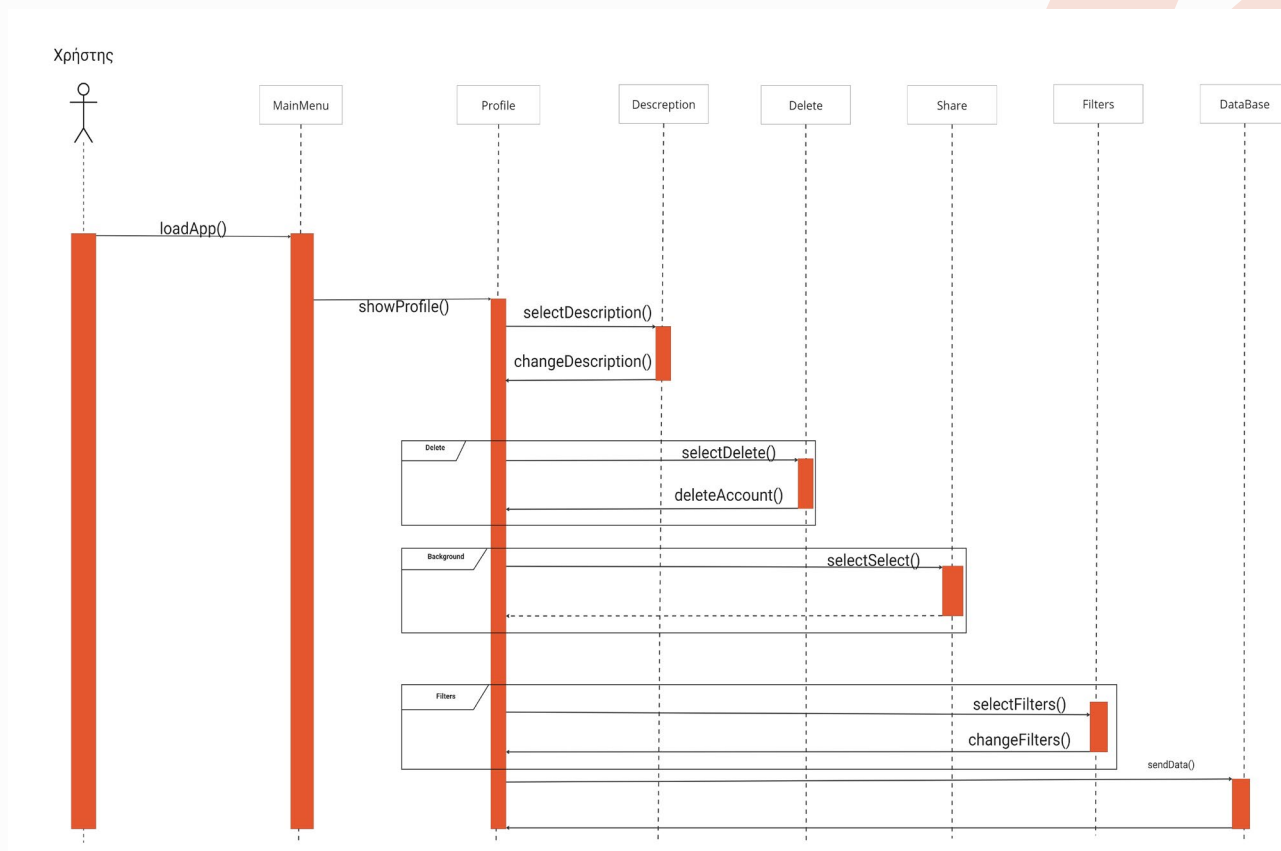 Χρήστης
MainMenu
Profile
Descreption
Delete
Share
Filters
DataBase
loadApp()
showProfile()
selectDescription()
changeDescription()
Delete
selectDelete()
deleteAccount()
Background
selectSelect()
Filters
selectFilters()
changeFilters()
sendData()